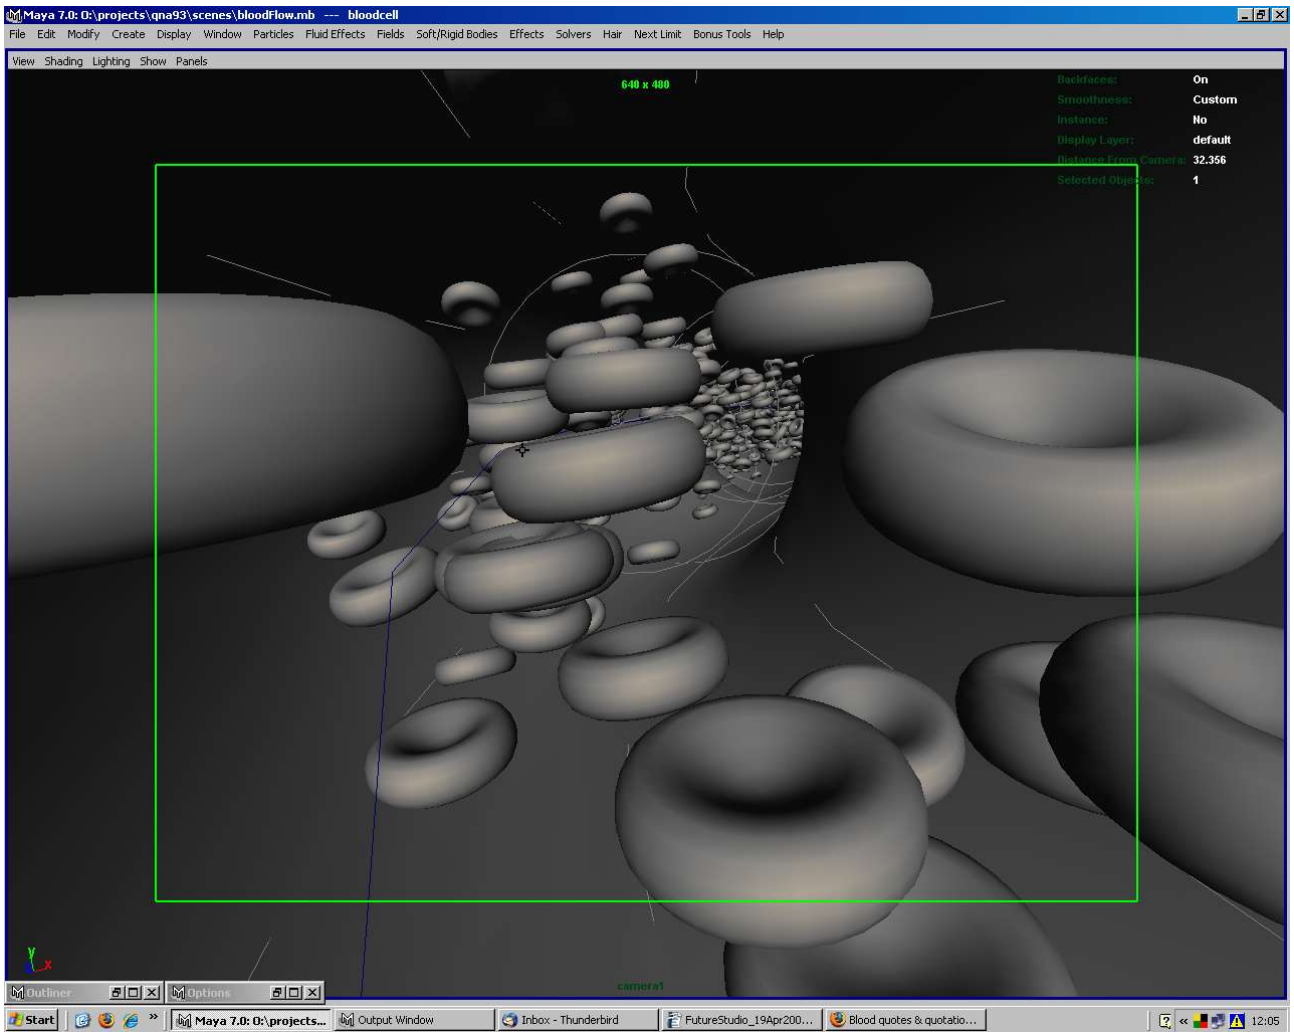 Maya 7.0: O:\projects\qna93\scenes\bloodFlow.mb --- bloodcell
File Edit Modify Create Display Window Particles Fluid Effects Fields Soft/Rigid Bodies Effects Solvers Hair Next Limit Bonus Tools Help
View Shading Lighting Show Panels
640 x 480
Backfaces: On
Smoothness: Custom
Instance: No
Display Layer: default
Distance From Camera: 32.356
Selected Objects: 1
y
x
camera1
Outliner Options
Start » Maya 7.0: O:\projects... Output Window Inbox - Thunderbird FutureStudio_19Apr200... Blood quotes & quotatio... « 12:05